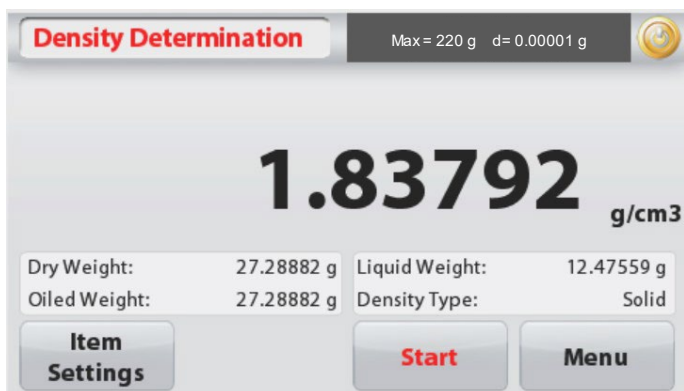 Density Determination
Max = 220 g d= 0.00001 g
1.83792
g/cm3
Dry Weight: 27.28882 g Liquid Weight: 12.47559 g
Oiled Weight: 27.28882 g Density Type: Solid
Item
Settings
Start
Menu